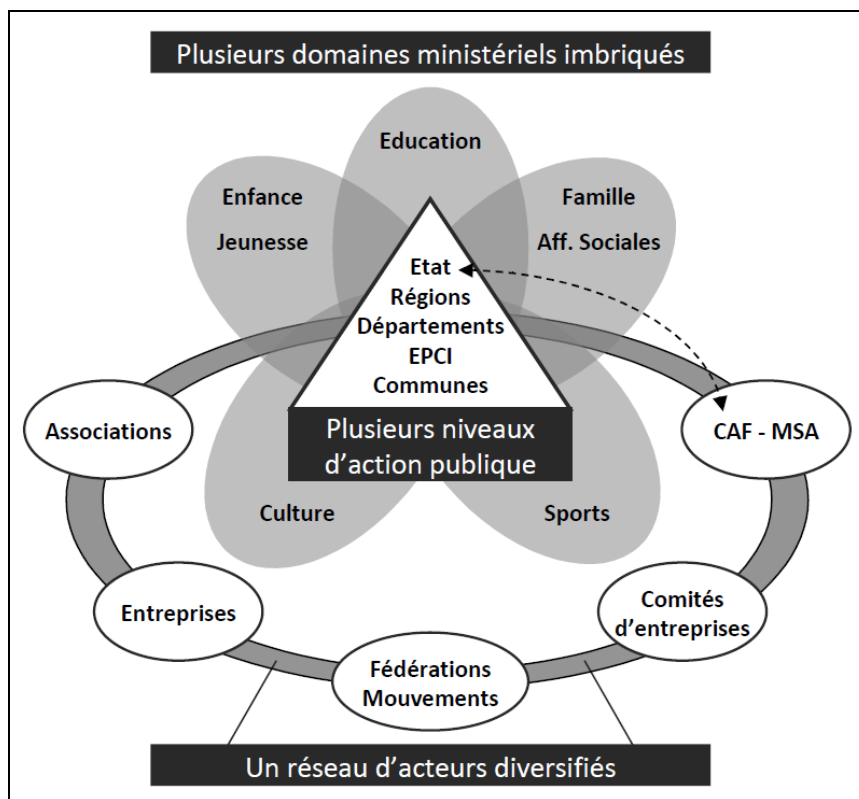 Plusieurs domaines ministériels imbriqués
Education
Enfance
Jeunesse
Famille
Aff. Sociales
Etat
Régions
Départements
EPCI
Communes
Plusieurs niveaux
d'action publique
Associations
CAF - MSA
Culture
Sports
Entreprises
Comités
d'entreprises
Fédérations
Mouvements
Un réseau d'acteurs diversifiés